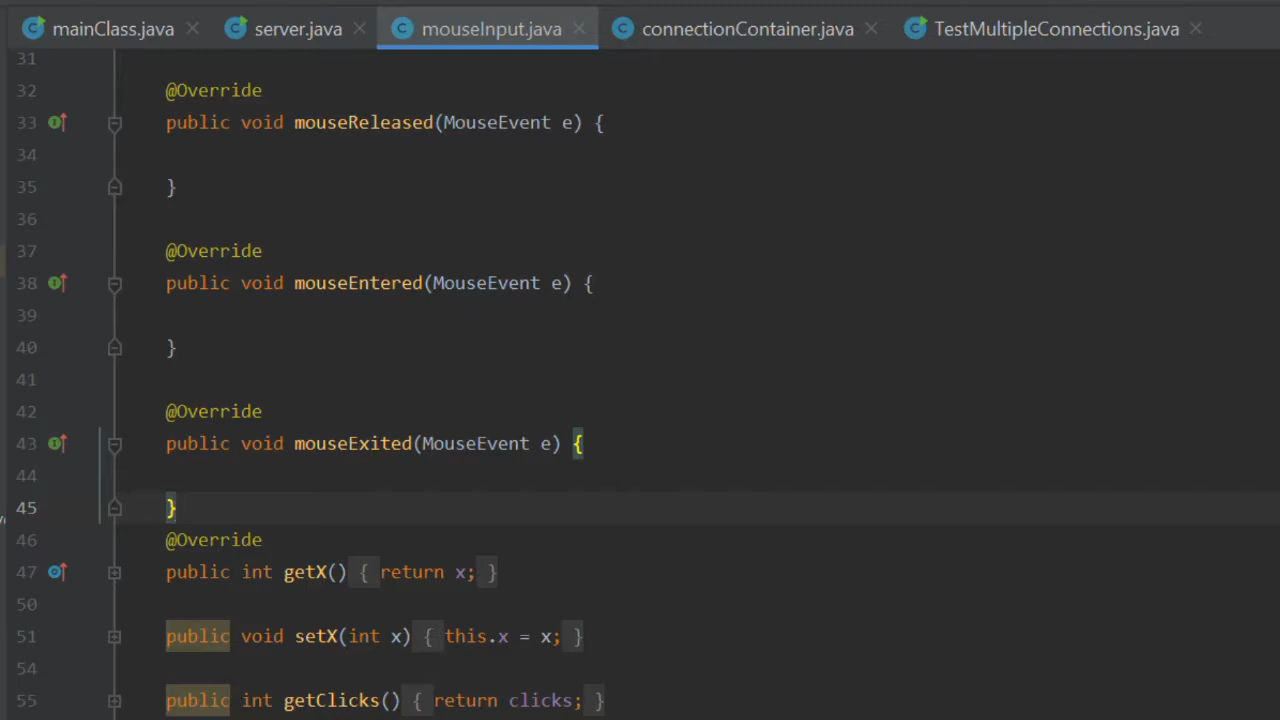 mainClass.java server.java mouseInput.java connectionContainer.java TestMultipleConnections.java
31
32 @Override
33 public void mouseReleased(MouseEvent e) {
34
35 }
36
37 @Override
38 public void mouseEntered(MouseEvent e) {
39
40 }
41
42 @Override
43 public void mouseExited(MouseEvent e) {
44
45 }
46 @Override
47 public int getX() { return x; }
50
51 public void setX(int x) { this.x = x; }
54
55 public int getClicks() { return clicks; }